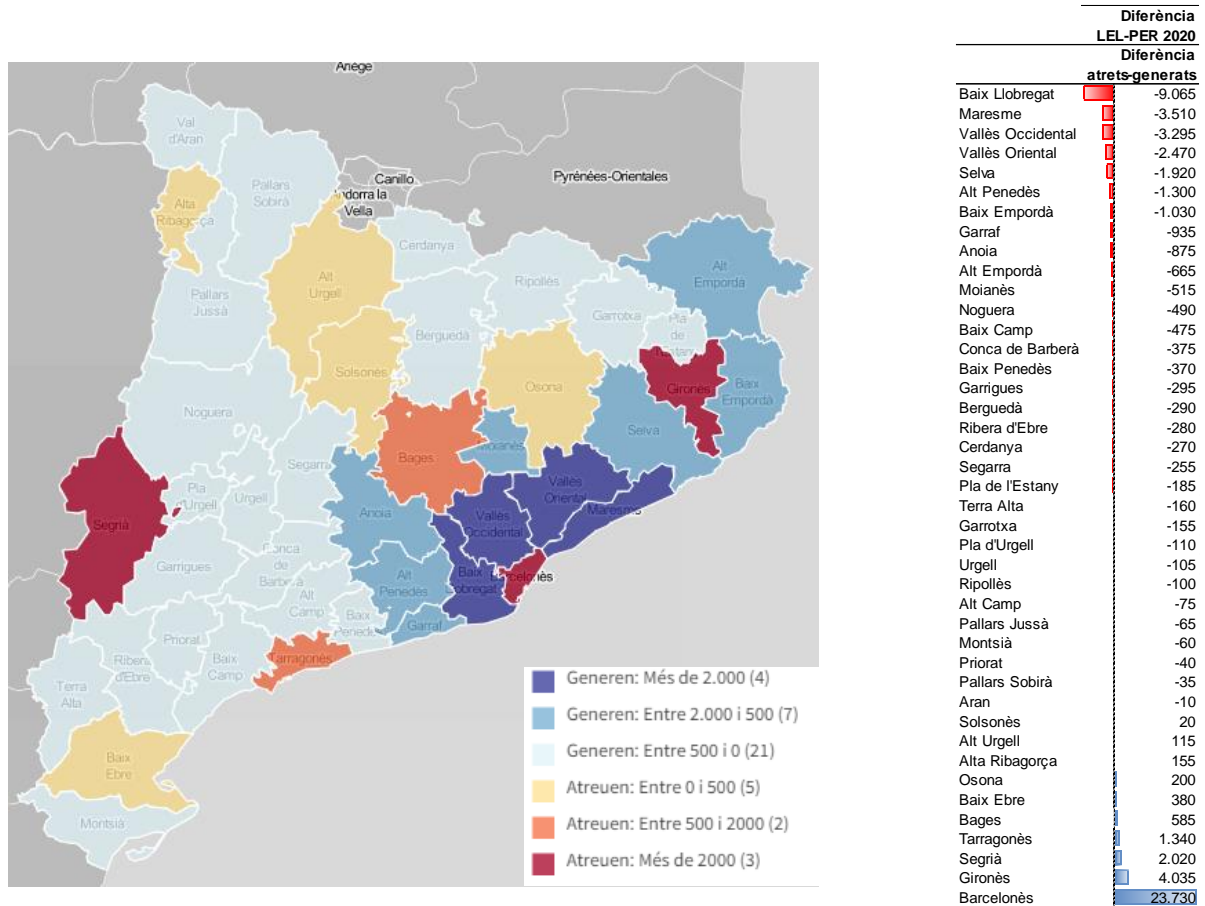 Ariège
Val
d'Aran
Pallars
Sobirà
Canillo
Andorra la
Vella
Pyrénées-Orientales
Alta
Ribagorça
Cerdanya
Alt
Empordà
Alt
Urgell
Ripollès
Pallars
Jussà
Garrotxa
Pla
de
l'Estany
Berguedà
Solsonès
Osona
Gironès
Baix
Empordà
Noguera
Selva
Moianès
Bages
Segarra
Pla
d'Urgell
Urgell
Vallès
Oriental
Maresme
Segrià
Anoia
Vallès
Occidental
Conca
de
Barberà
Garrigues
Alt
Penedès
Baix
Llobregat
Barcelonès
Alt
Camp
Baix
Penedès
Garraf
Priorat
Tarragonès
Ribera
d'Ebre
Baix
Camp
Terra
Alta
Baix
Ebre
Montsià
Generen: Més de 2.000 (4)
Generen: Entre 2.000 i 500 (7)
Generen: Entre 500 i 0 (21)
Atreuen: Entre 0 i 500 (5)
Atreuen: Entre 500 i 2000 (2)
Atreuen: Més de 2000 (3)
Diferència
LEL-PER 2020
Diferència
atrets-generats
Baix Llobregat -9.065
Maresme -3.510
Vallès Occidental -3.295
Vallès Oriental -2.470
Selva -1.920
Alt Penedès -1.300
Baix Empordà -1.030
Garraf -935
Anoia -875
Alt Empordà -665
Moianès -515
Noguera -490
Baix Camp -475
Conca de Barberà -375
Baix Penedès -370
Garrigues -295
Berguedà -290
Ribera d'Ebre -280
Cerdanya -270
Segarra -255
Pla de l'Estany -185
Terra Alta -160
Garrotxa -155
Pla d'Urgell -110
Urgell -105
Ripollès -100
Alt Camp -75
Pallars Jussà -65
Montsià -60
Priorat -40
Pallars Sobirà -35
Aran -10
Solsonès 20
Alt Urgell 115
Alta Ribagorça 155
Osona 200
Baix Ebre 380
Bages 585
Tarragonès 1.340
Segrià 2.020
Gironès 4.035
Barcelonès 23.730